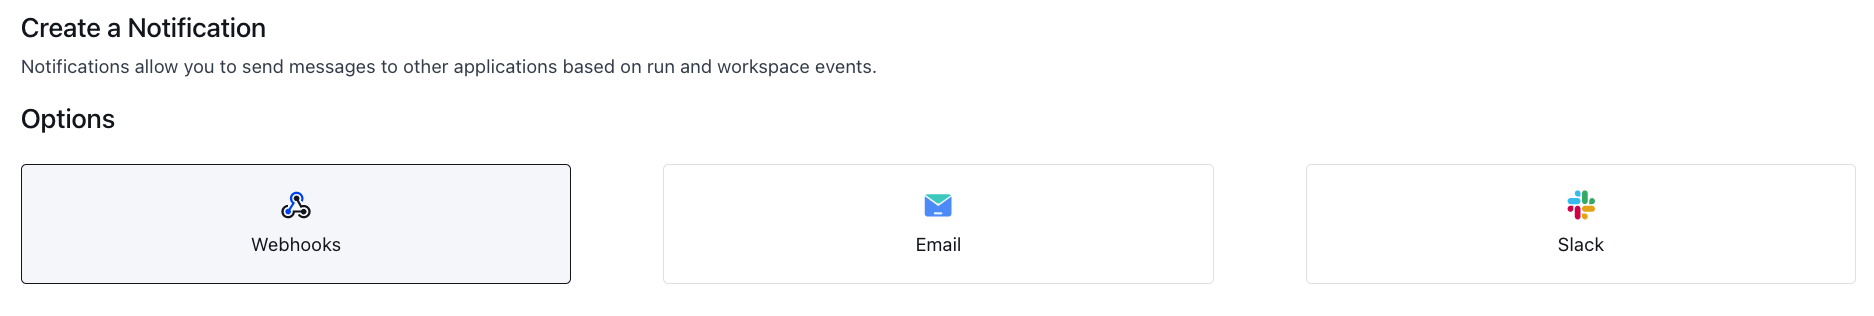 Create a Notification
Notifications allow you to send messages to other applications based on run and workspace events.
Options
Webhooks
Email
Slack